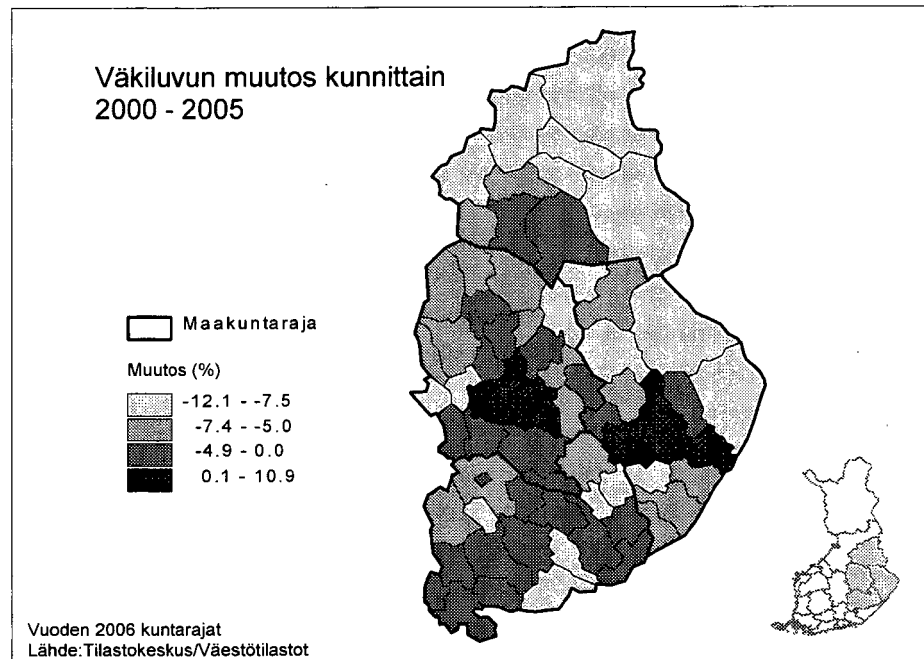 Väkiluvun muutos kunnittain
2000 - 2005
Maakuntaraja
Muutos (%)
-12.1 - -7.5
-7.4 - -5.0
-4.9 - 0.0
0.1 - 10.9
Vuoden 2006 kuntarajat
Lähde:Tilastokeskus/Väestötilastot